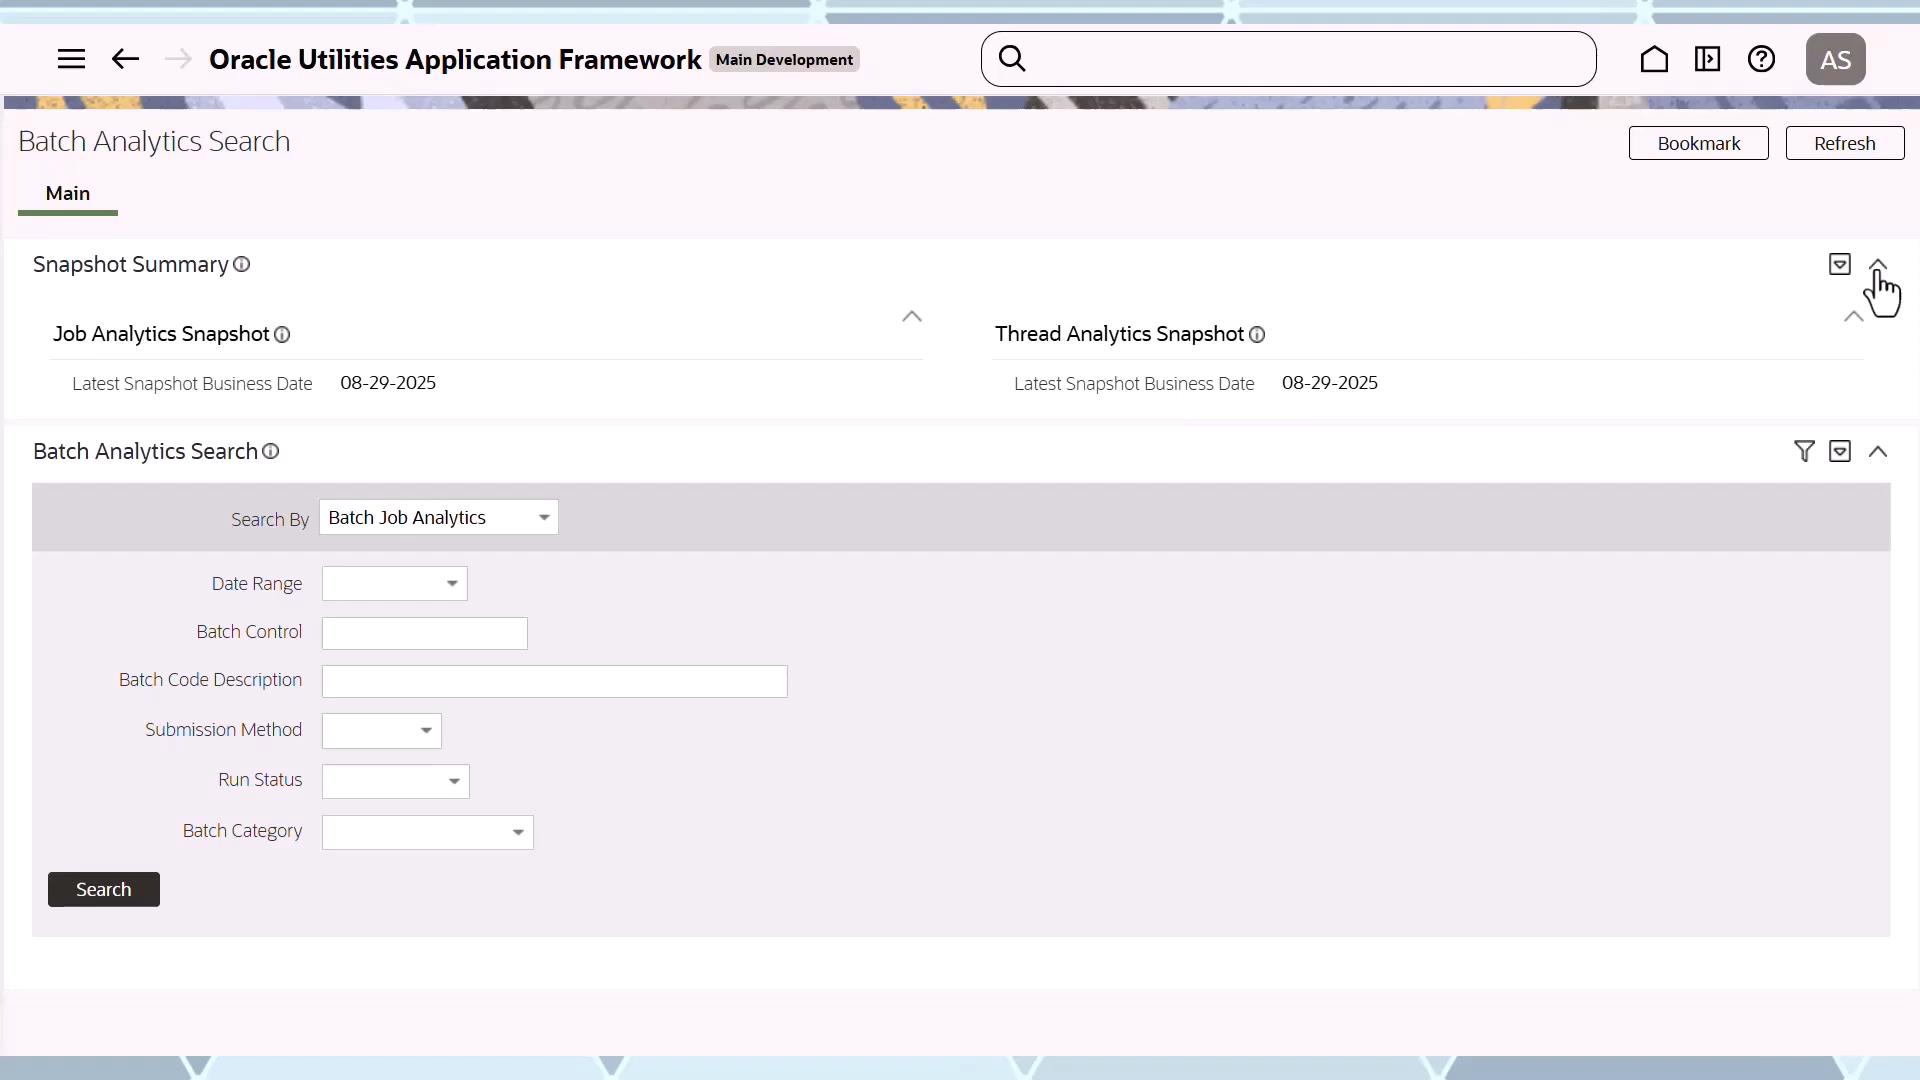 Oracle Utilities Application Framework Main Development AS
Batch Analytics Search Bookmark Refresh
Main
Snapshot Summary
Job Analytics Snapshot Thread Analytics Snapshot
Latest Snapshot Business Date 08-29-2025 Latest Snapshot Business Date 08-29-2025
Batch Analytics Search
Search By Batch Job Analytics
Date Range
Batch Control
Batch Code Description
Submission Method
Run Status
Batch Category
Search